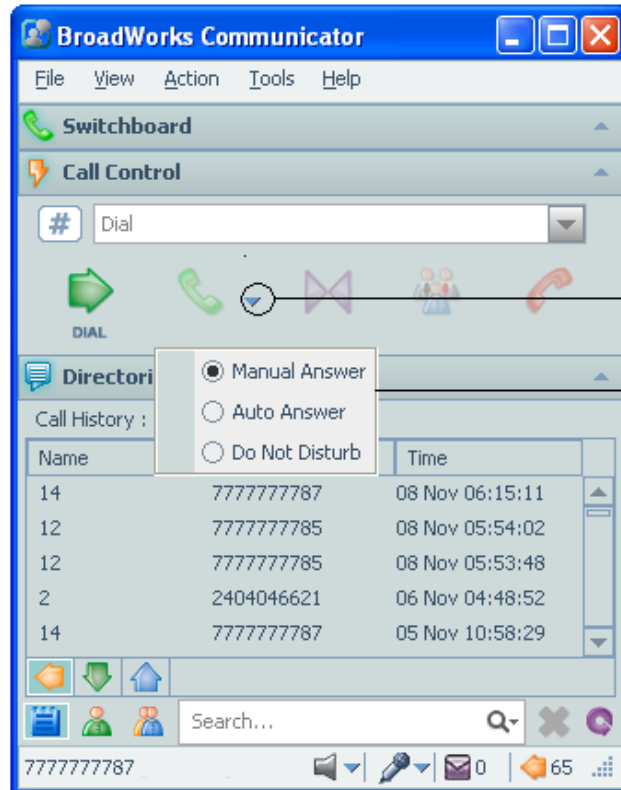 BroadWorks Communicator
File View Action Tools Help
Switchboard
Call Control
# Dial
DIAL
Manual Answer
Directori
Auto Answer
Call History :
Do Not Disturb
Name Time
14 7777777787 08 Nov 06:15:11
12 7777777785 08 Nov 05:54:02
12 7777777785 08 Nov 05:53:48
2 2404046621 06 Nov 04:48:52
14 7777777787 05 Nov 10:58:29
Search...
7777777787 0 65